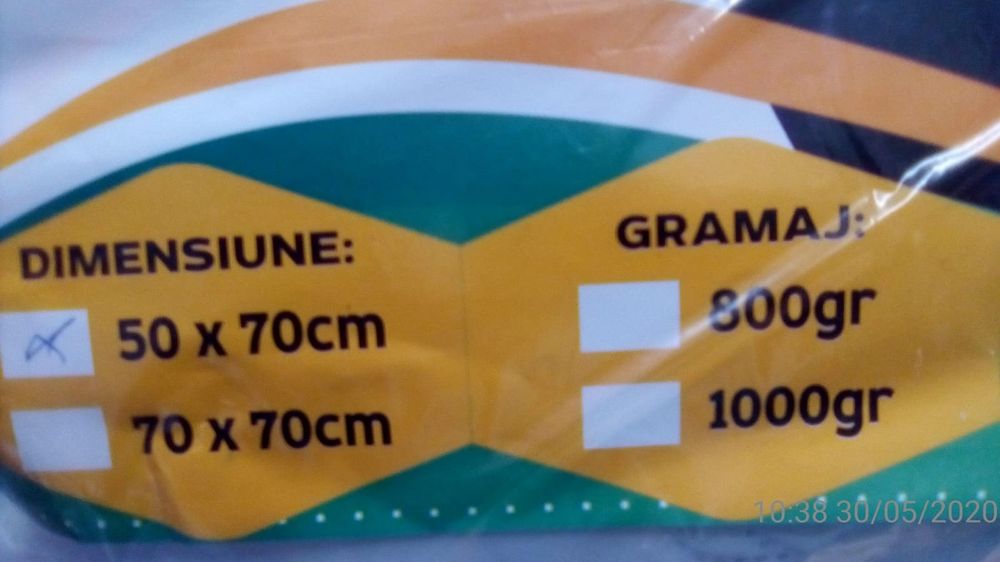 DIMENSIUNE:
50 x 70cm
70 x 70cm
GRAMAJ:
800gr
1000gr
10:38 30/05/2020